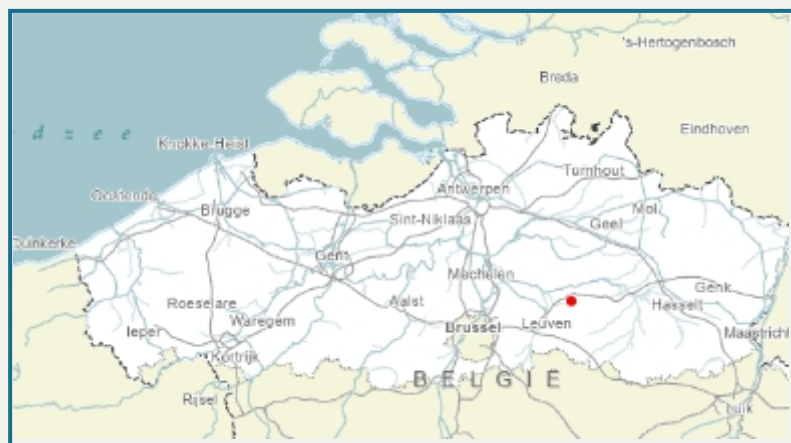 's-Hertogenbosch
Breda
Eindhoven
d z e e
Knokke-Heist
Turnhout
Oostende
Antwerpen
Brugge
Sint-Niklaas
Geel
Mol
Duinkerke
Gent
Mechelen
Genk
Roeselare
Aalst
Hasselt
Ieper
Waregem
Brussel
Leuven
Maastricht
Kortrijk
BELGIË
Rijsel
Luik